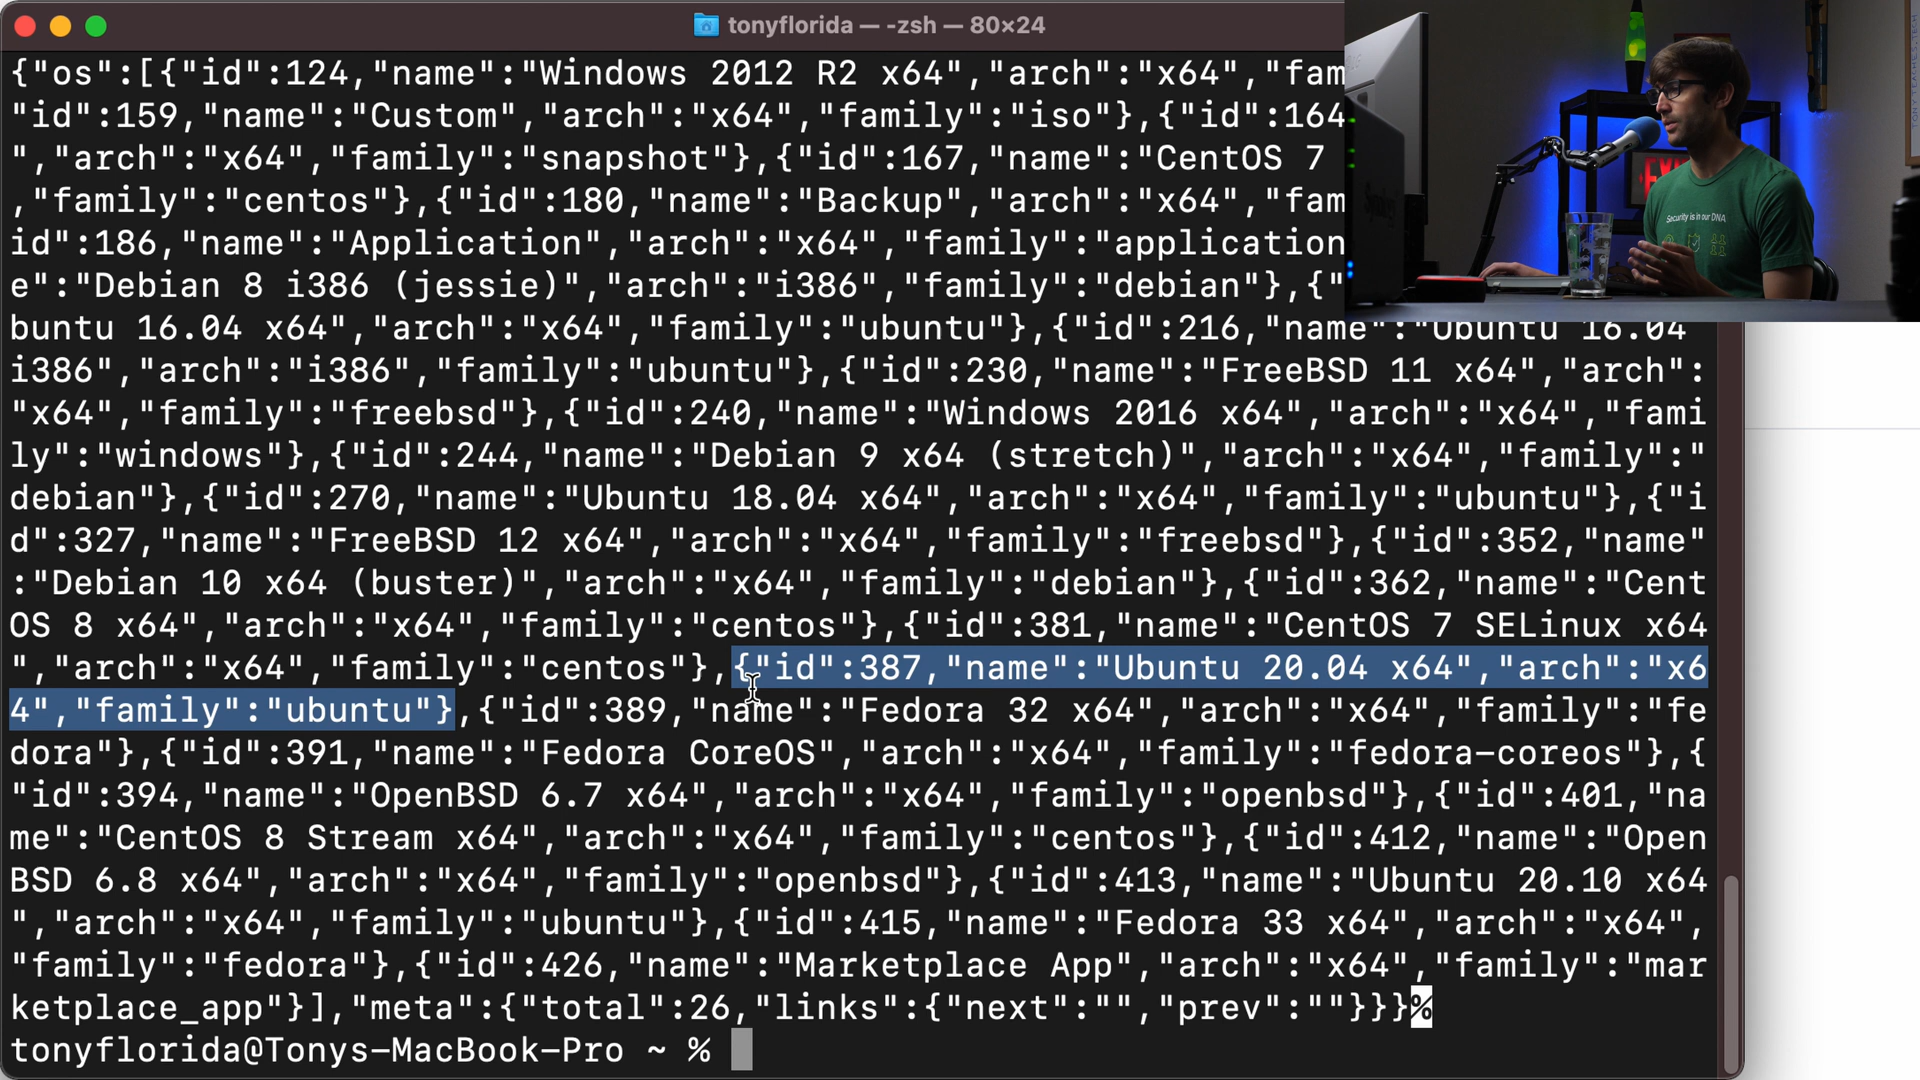 tonyflorida — -zsh — 80×24
{"os":[{"id":124,"name":"Windows 2012 R2 x64","arch":"x64","fam
"id":159,"name":"Custom","arch":"x64","family":"iso"},{"id":164
","arch":"x64","family":"snapshot"},{"id":167,"name":"CentOS 7
,"family":"centos"},{"id":180,"name":"Backup","arch":"x64","fam
id":186,"name":"Application","arch":"x64","family":"application
e":"Debian 8 i386 (jessie)","arch":"i386","family":"debian"},{"
buntu 16.04 x64","arch":"x64","family":"ubuntu"},{"id":216,"name":"Ubuntu 16.04
i386","arch":"i386","family":"ubuntu"},{"id":230,"name":"FreeBSD 11 x64","arch":
"x64","family":"freebsd"},{"id":240,"name":"Windows 2016 x64","arch":"x64","fami
ly":"windows"},{"id":244,"name":"Debian 9 x64 (stretch)","arch":"x64","family":"
debian"},{"id":270,"name":"Ubuntu 18.04 x64","arch":"x64","family":"ubuntu"},{"i
d":327,"name":"FreeBSD 12 x64","arch":"x64","family":"freebsd"},{"id":352,"name"
:"Debian 10 x64 (buster)","arch":"x64","family":"debian"},{"id":362,"name":"Cent
OS 8 x64","arch":"x64","family":"centos"},{"id":381,"name":"CentOS 7 SELinux x64
","arch":"x64","family":"centos"},{"id":387,"name":"Ubuntu 20.04 x64","arch":"x6
4","family":"ubuntu"},{"id":389,"name":"Fedora 32 x64","arch":"x64","family":"fe
dora"},{"id":391,"name":"Fedora CoreOS","arch":"x64","family":"fedora-coreos"},{
"id":394,"name":"OpenBSD 6.7 x64","arch":"x64","family":"openbsd"},{"id":401,"na
me":"CentOS 8 Stream x64","arch":"x64","family":"centos"},{"id":412,"name":"Open
BSD 6.8 x64","arch":"x64","family":"openbsd"},{"id":413,"name":"Ubuntu 20.10 x64
","arch":"x64","family":"ubuntu"},{"id":415,"name":"Fedora 33 x64","arch":"x64",
"family":"fedora"},{"id":426,"name":"Marketplace App","arch":"x64","family":"mar
ketplace_app"}],"meta":{"total":26,"links":{"next":"","prev":""}}}%
tonyflorida@Tonys-MacBook-Pro ~ %
Security is in our DNA